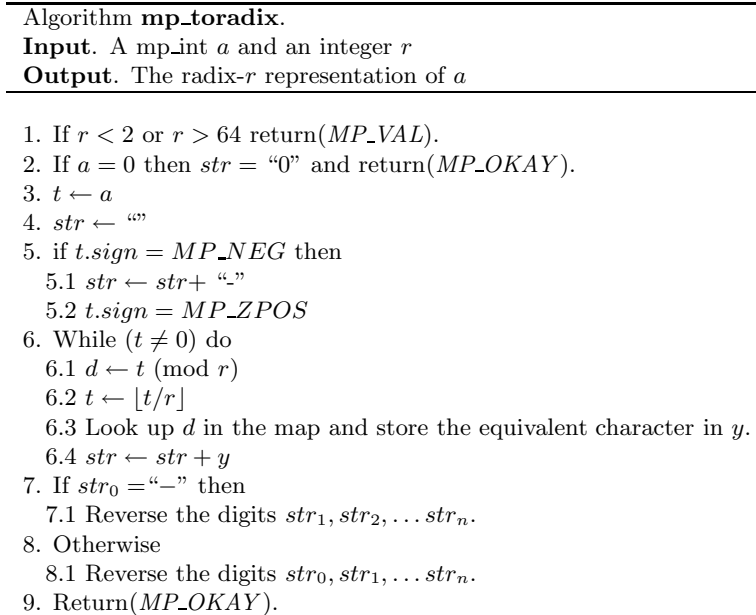 Algorithm mp_toradix.
Input. A mp_int a and an integer r
Output. The radix-r representation of a
1. If r < 2 or r > 64 return(MP_VAL).
2. If a = 0 then str = “0” and return(MP_OKAY).
3. t ← a
4. str ← “”
5. if t.sign = MP_NEG then
5.1 str ← str+ “-”
5.2 t.sign = MP_ZPOS
6. While (t ≠ 0) do
6.1 d ← t (mod r)
6.2 t ← ⌊t/r⌋
6.3 Look up d in the map and store the equivalent character in y.
6.4 str ← str + y
7. If str₀ =“−” then
7.1 Reverse the digits str₁, str₂, . . . strₙ.
8. Otherwise
8.1 Reverse the digits str₀, str₁, . . . strₙ.
9. Return(MP_OKAY).